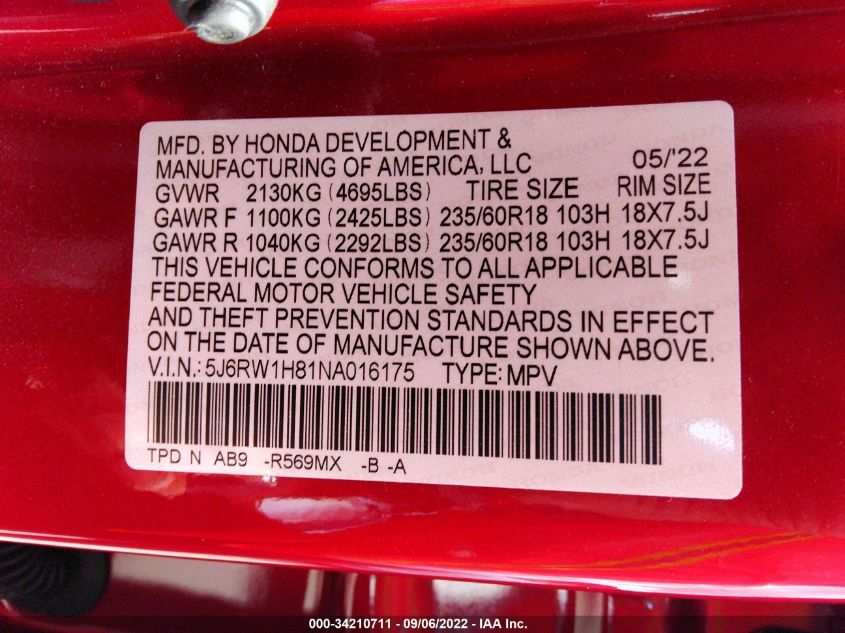 MFD. BY HONDA DEVELOPMENT &
MANUFACTURING OF AMERICA, LLC 05/'22
GVWR 2130KG (4695LBS) TIRE SIZE RIM SIZE
GAWR F 1100KG (2425LBS) 235/60R18 103H 18X7.5J
GAWR R 1040KG (2292LBS) 235/60R18 103H 18X7.5J
THIS VEHICLE CONFORMS TO ALL APPLICABLE
FEDERAL MOTOR VEHICLE SAFETY
AND THEFT PREVENTION STANDARDS IN EFFECT
ON THE DATE OF MANUFACTURE SHOWN ABOVE.
V.I.N.: 5J6RW1H81NA016175 TYPE: MPV
TPD N AB9 -R569MX -B -A
000-34210711 - 09/06/2022 - IAA Inc.